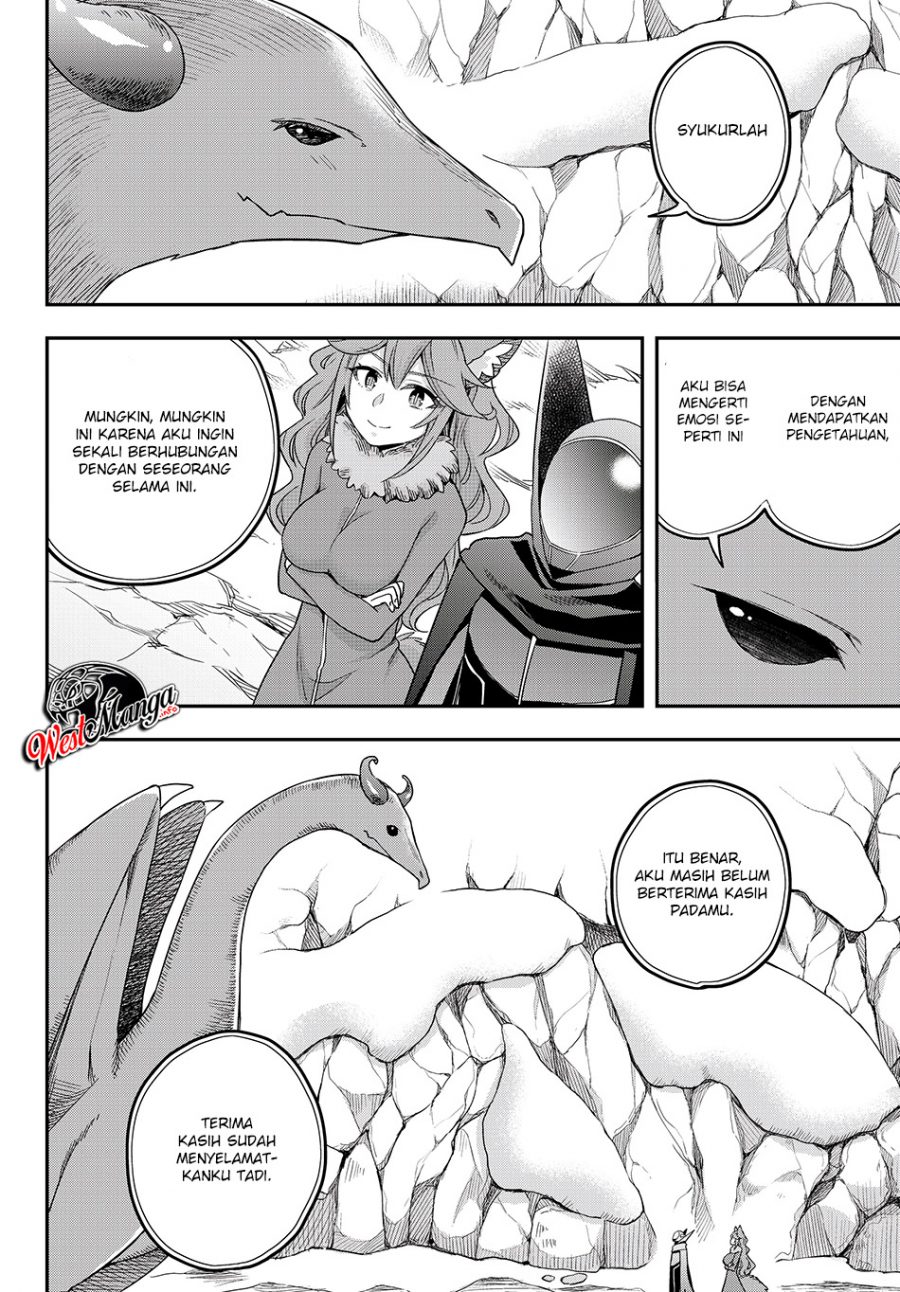 SYUKURLAH
DENGAN
MENDAPATKAN
PENGETAHUAN,
AKU BISA
MENGERTI
EMOSI SE-
PERTI INI
MUNGKIN, MUNGKIN
INI KARENA AKU INGIN
SEKALI BERHUBUNGAN
DENGAN SESEORANG
SELAMA INI.
WestManga
.info
ITU BENAR,
AKU MASIH BELUM
BERTERIMA KASIH
PADAMU.
TERIMA
KASIH SUDAH
MENYELAMAT-
KANKU TADI.